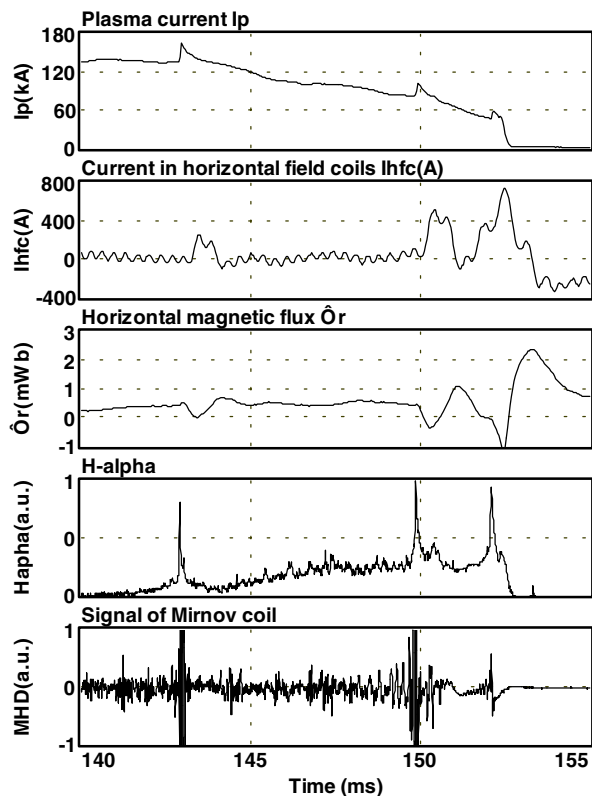 Plasma current Ip
180
120
60
0
Ip(kA)
Current in horizontal field coils Ihfc(A)
800
400
0
-400
Ihfc(A)
Horizontal magnetic flux Ôr
3
2
1
0
-1
Ôr(mWb)
H-alpha
1
0
0
Hapha(a.u.)
Signal of Mirnov coil
1
0
-1
MHD(a.u.)
140 145 150 155
Time (ms)